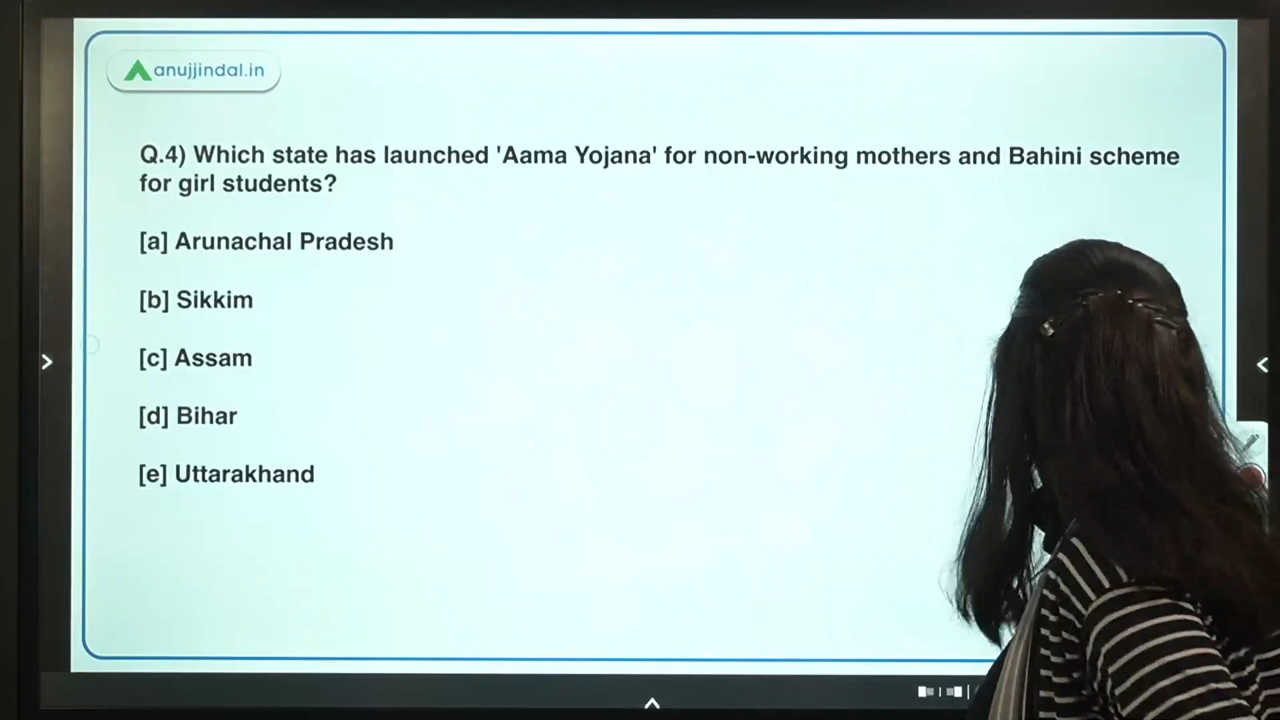 anujjindal.in
Q.4) Which state has launched 'Aama Yojana' for non-working mothers and Bahini scheme
for girl students?
[a] Arunachal Pradesh
[b] Sikkim
[c] Assam
[d] Bihar
[e] Uttarakhand